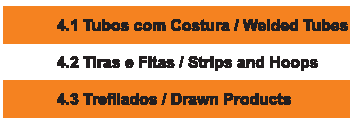 4.1 Tubos com Costura / Welded Tubes
4.2 Tiras e Fitas / Strips and Hoops
4.3 Trefilados / Drawn Products